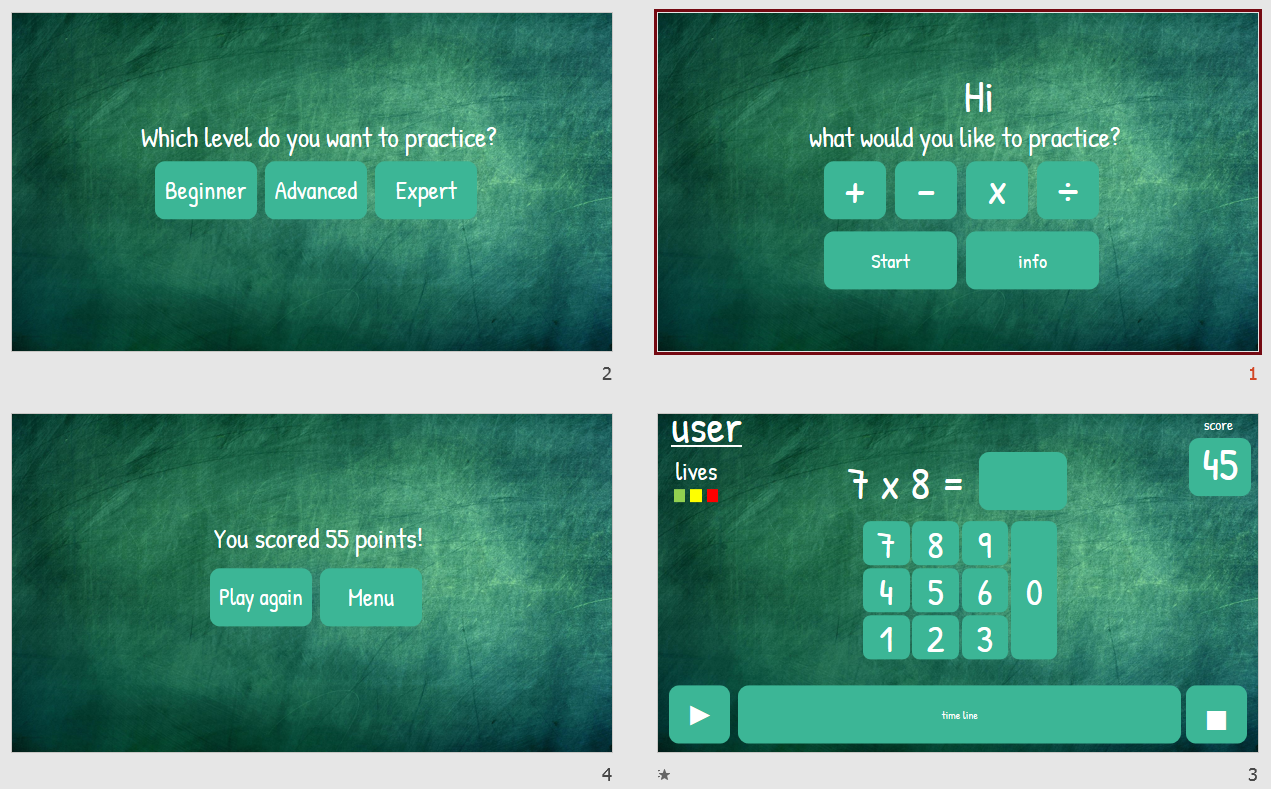 Which level do you want to practice?
Beginner Advanced Expert
2
Hi
what would you like to practice?
+ − x ÷
Start info
1
You scored 55 points!
Play again Menu
4
user
score
45
lives
7 x 8 =
7 8 9
4 5 6 0
1 2 3
time line
3